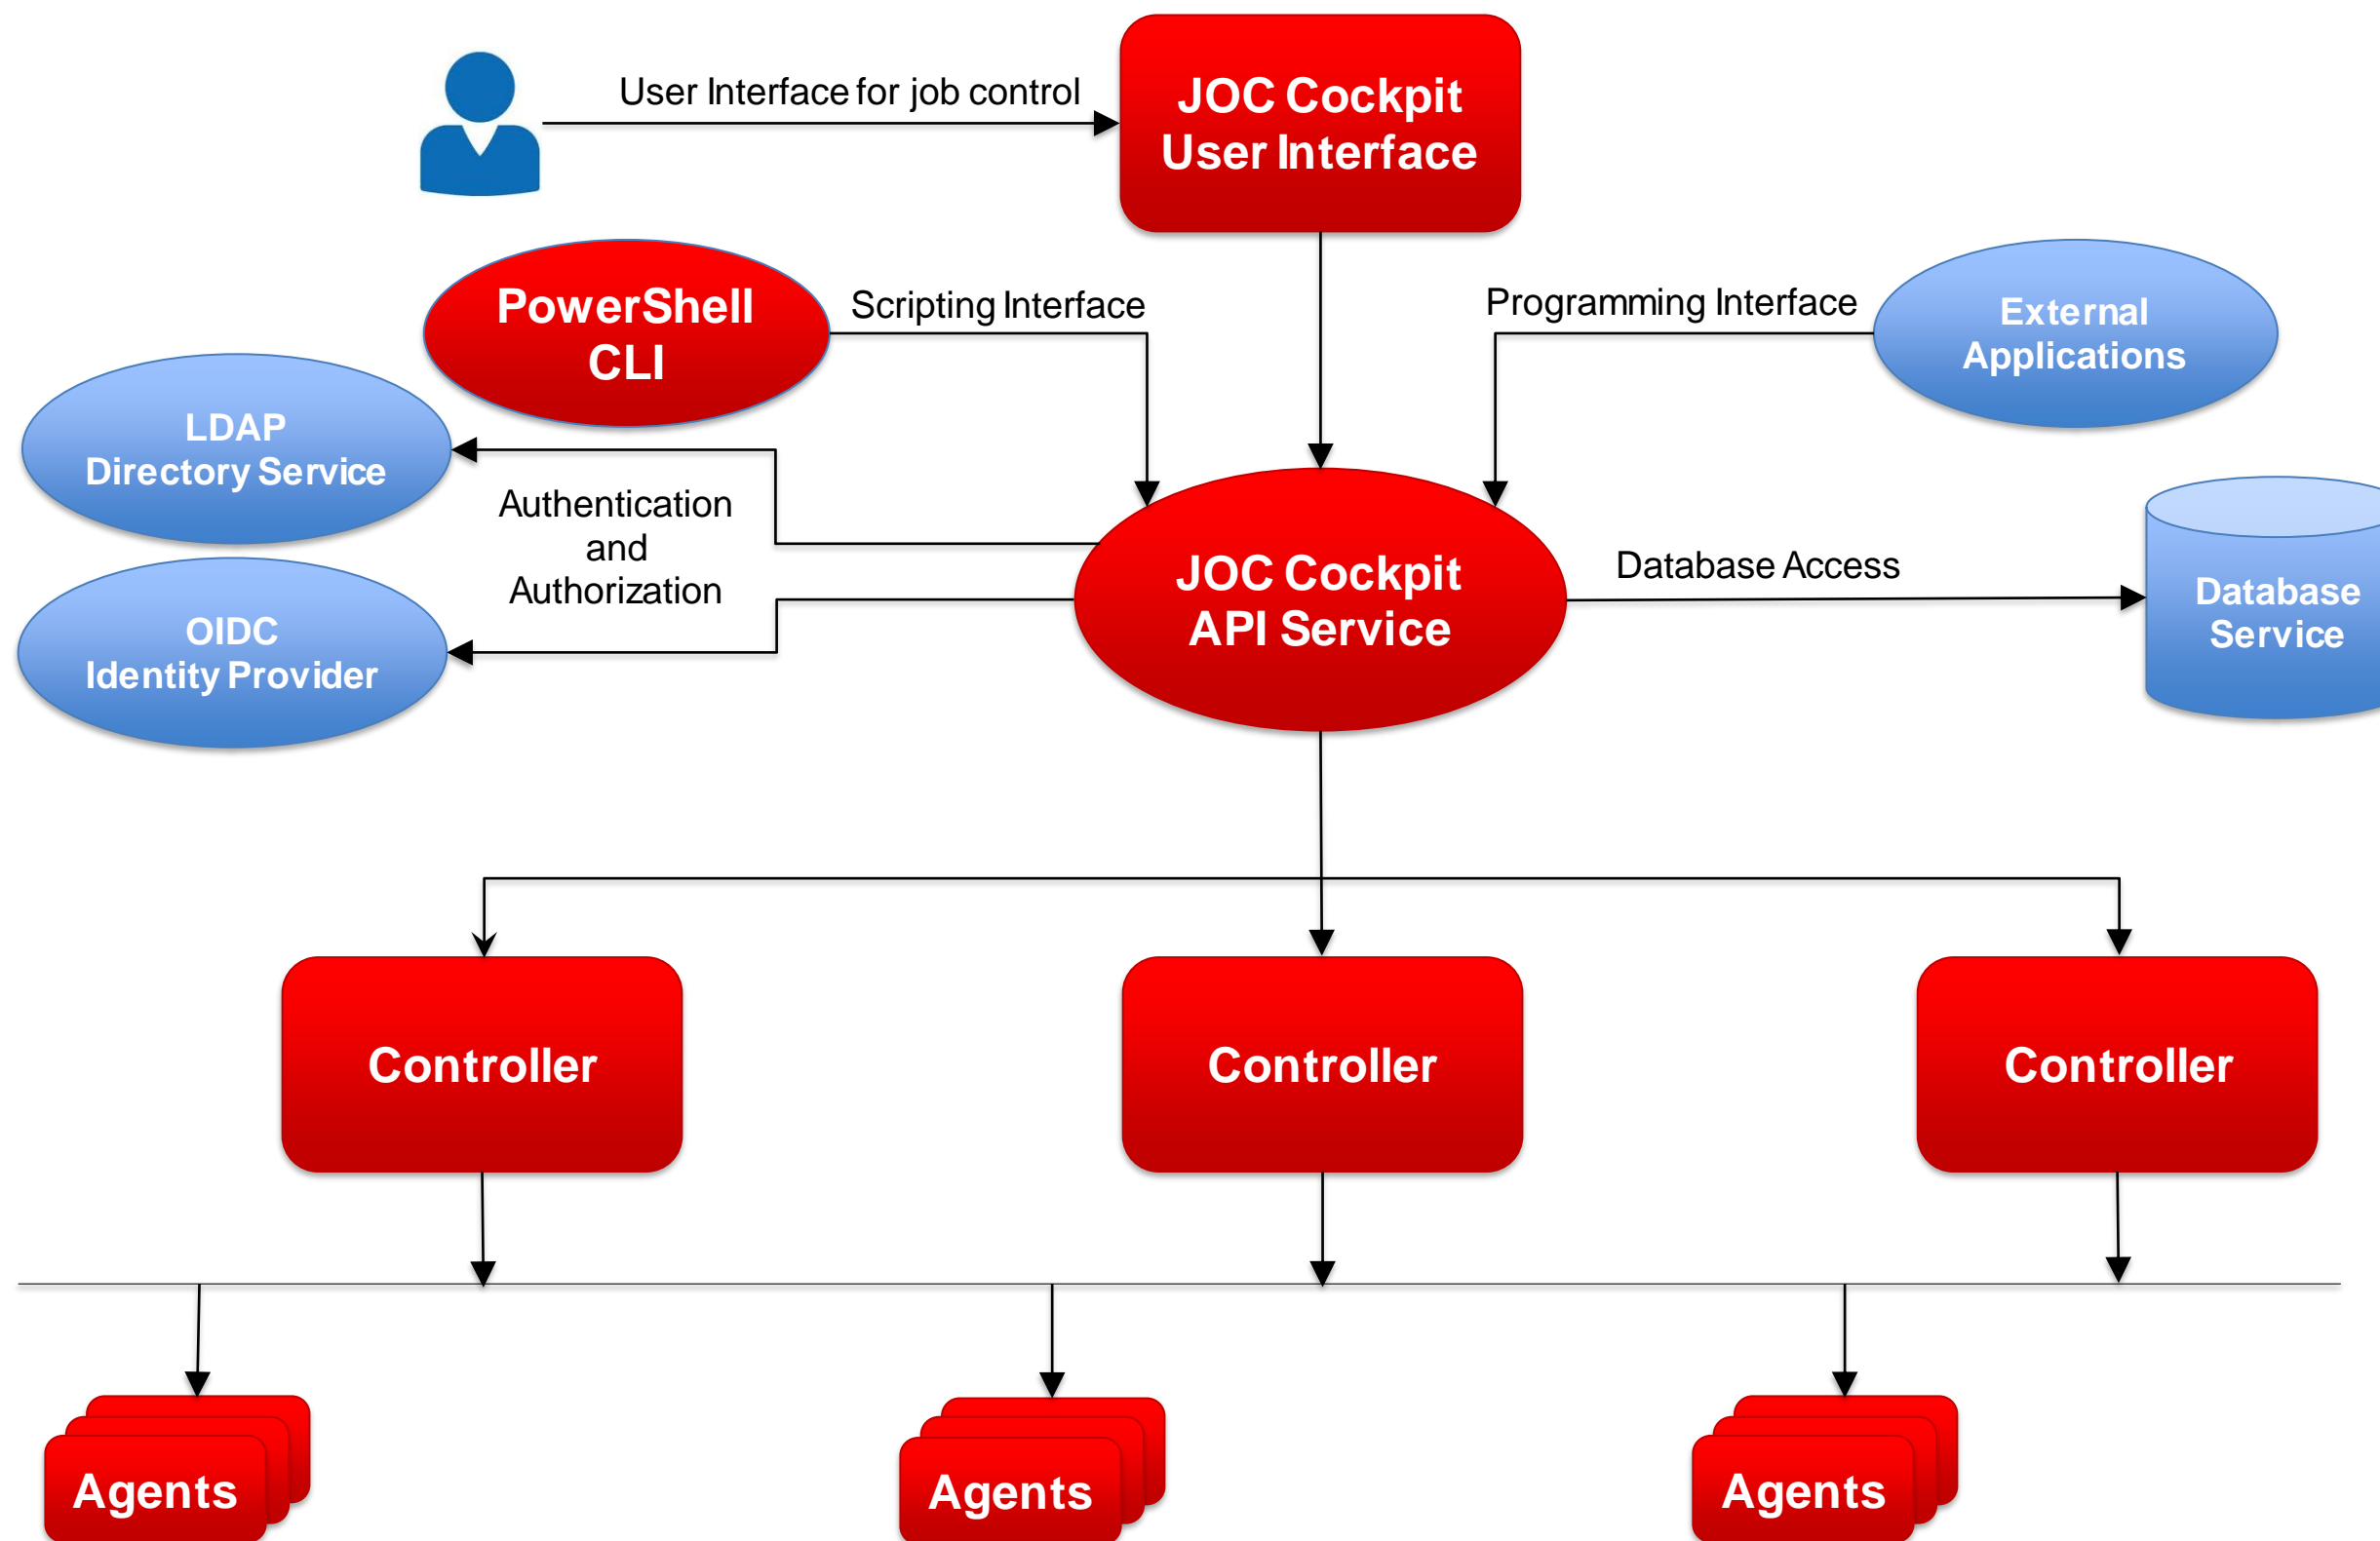 User Interface for job control
JOC Cockpit
User Interface
PowerShell
CLI
Scripting Interface
Programming Interface
External
Applications
LDAP
Directory Service
Authentication
and
Authorization
OIDC
Identity Provider
JOC Cockpit
API Service
Database Access
Database
Service
Controller
Controller
Controller
Agents
Agents
Agents